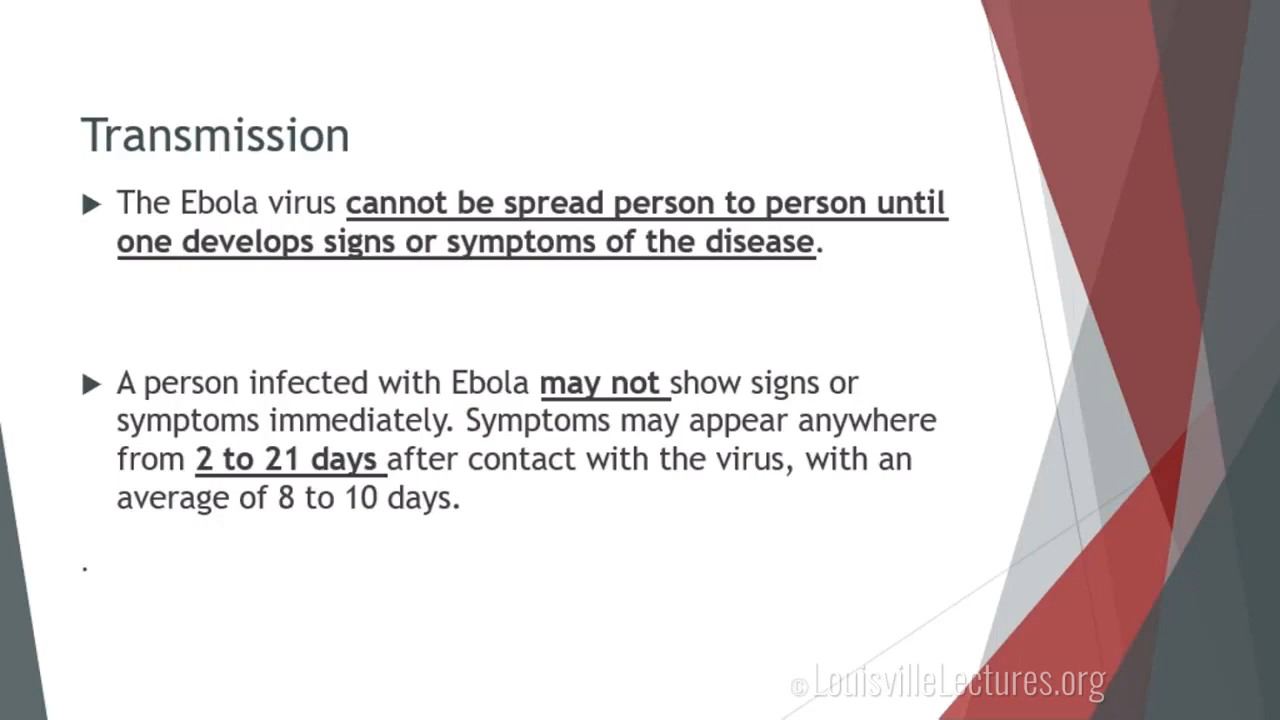 Transmission
The Ebola virus cannot be spread person to person until
one develops signs or symptoms of the disease.
A person infected with Ebola may not show signs or
symptoms immediately. Symptoms may appear anywhere
from 2 to 21 days after contact with the virus, with an
average of 8 to 10 days.
.
©LouisvilleLectures.org